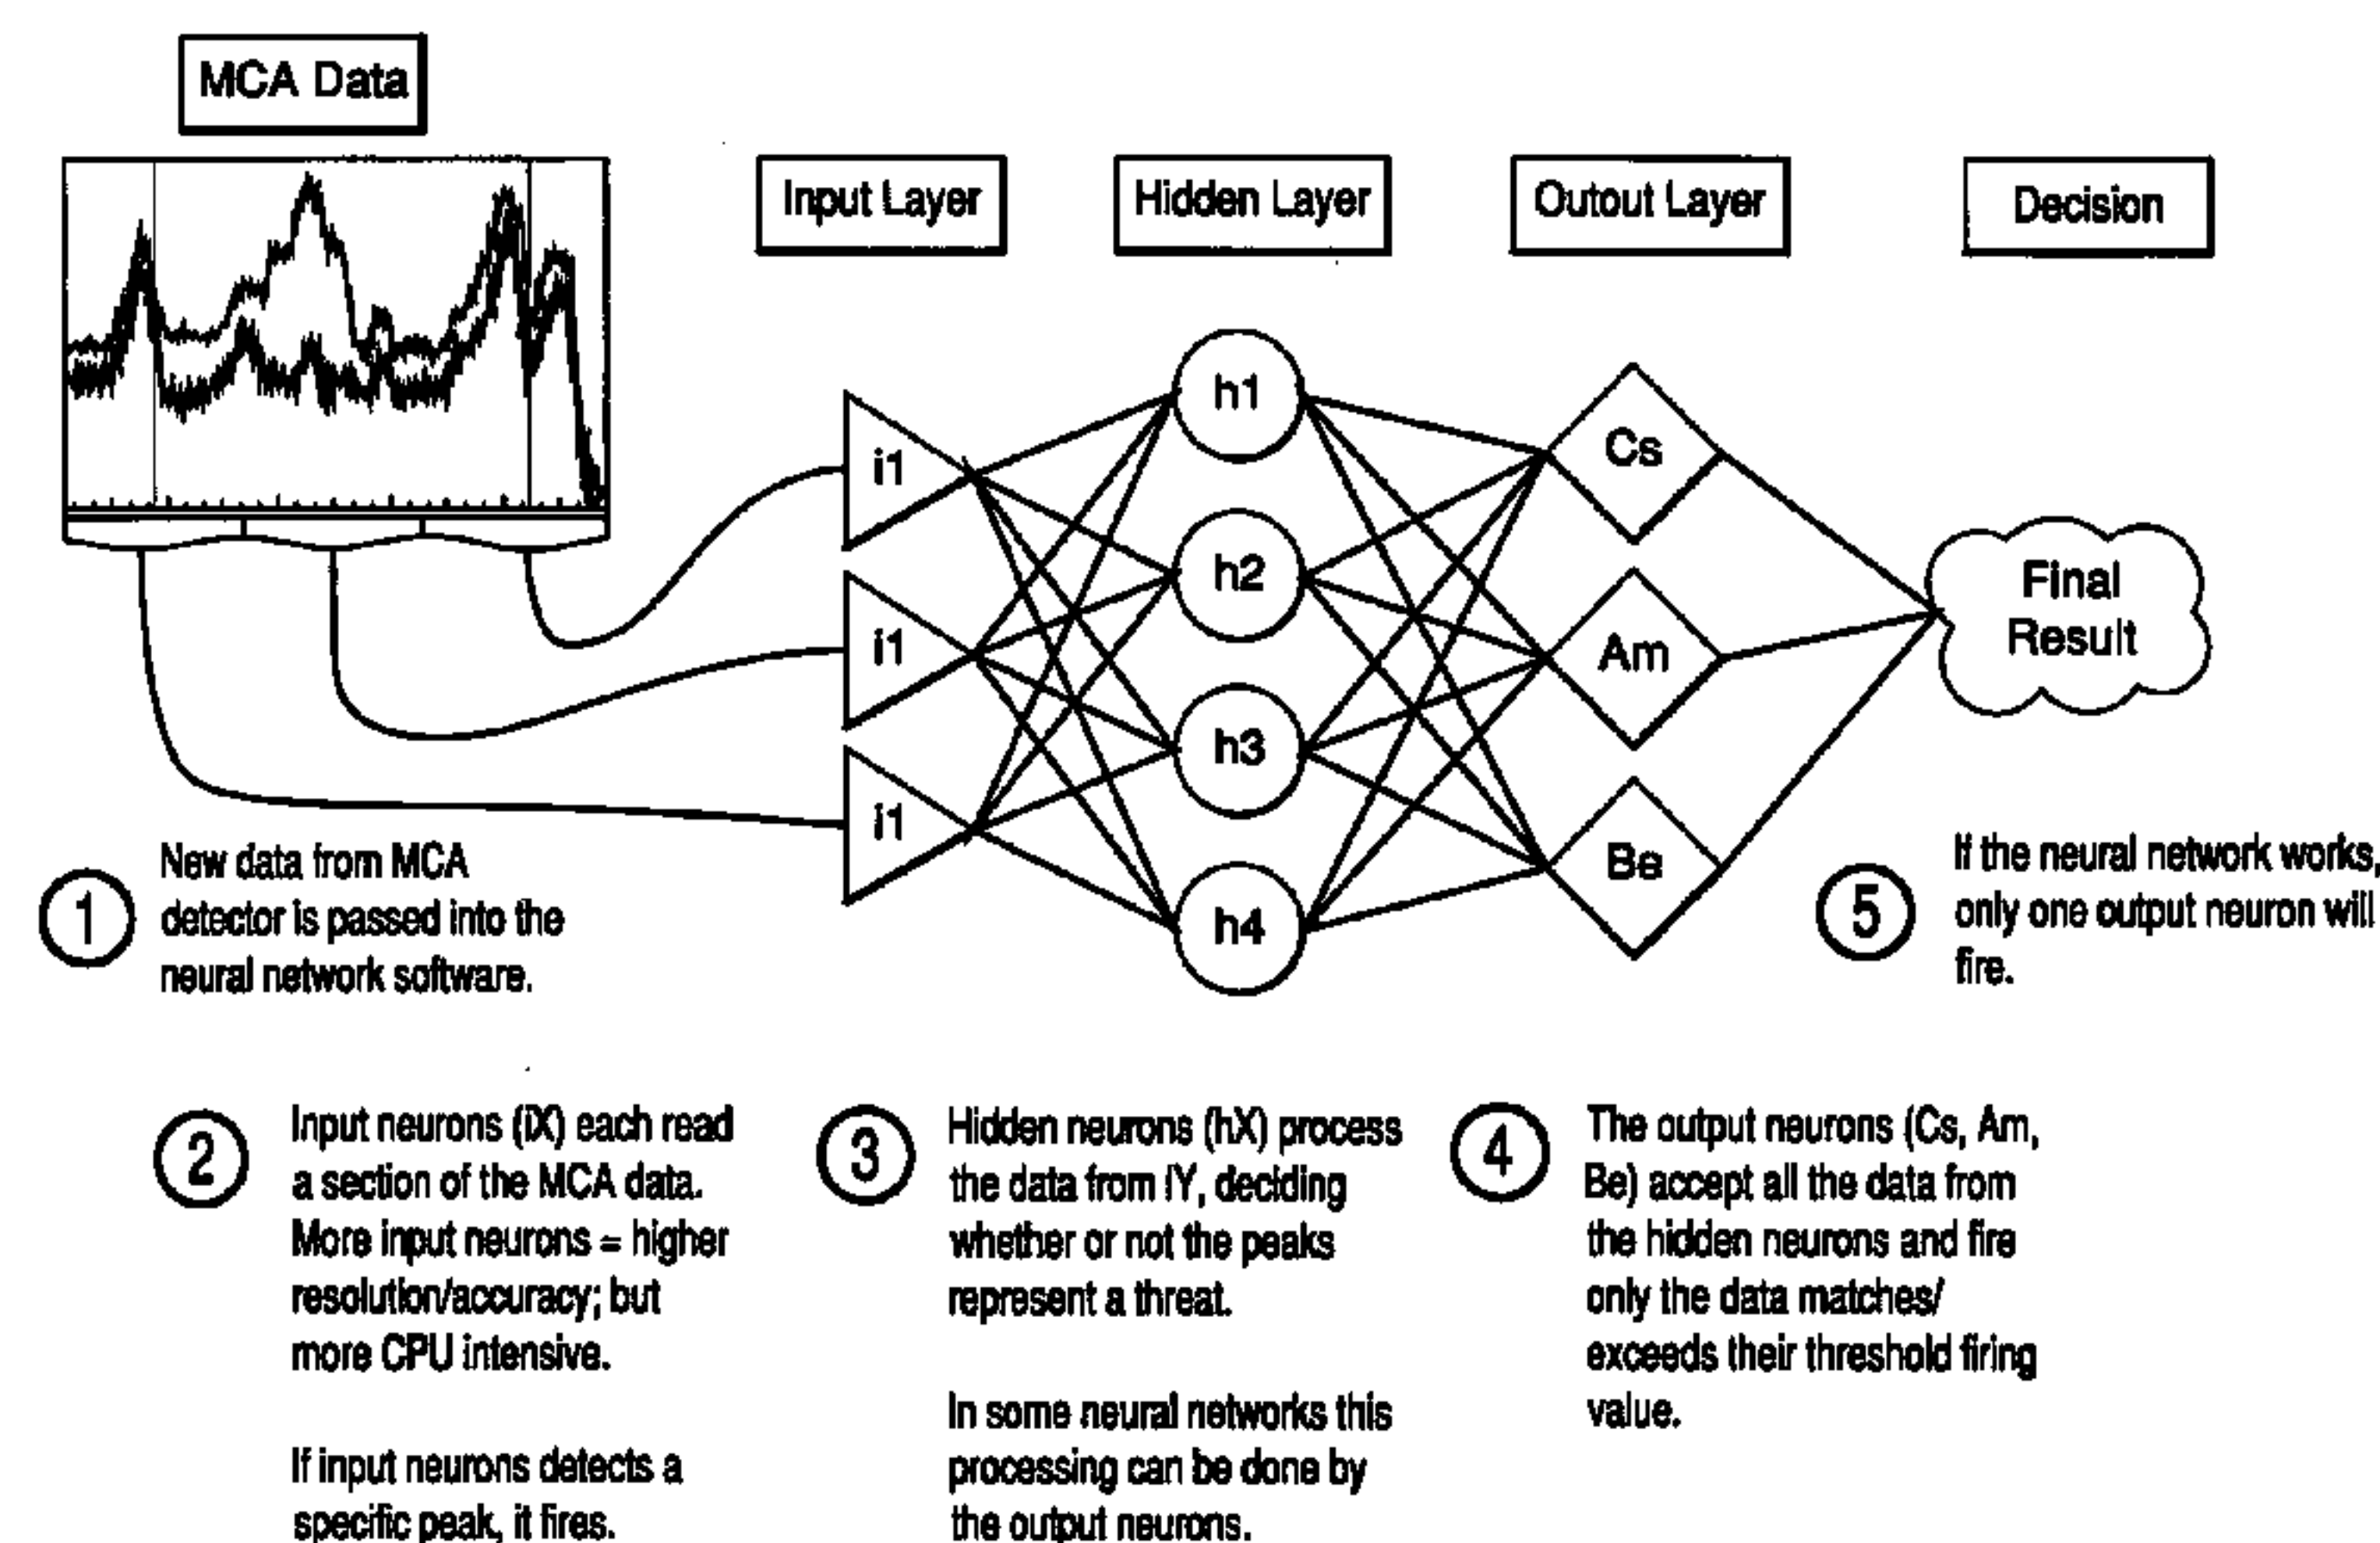 MCA Data
Input Layer
Hidden Layer
Outout Layer
Decision
h1
h2
h3
h4
i1
i1
i1
Cs
Am
Be
Final
Result
1
New data from MCA
detector is passed into the
neural network software.
5
If the neural network works,
only one output neuron will
fire.
2
Input neurons (iX) each read
a section of the MCA data.
More input neurons = higher
resolution/accuracy; but
more CPU intensive.
If input neurons detects a
specific peak, it fires.
3
Hidden neurons (hX) process
the data from iY, deciding
whether or not the peaks
represent a threat.
In some neural networks this
processing can be done by
the output neurons.
4
The output neurons (Cs, Am,
Be) accept all the data from
the hidden neurons and fire
only the data matches/
exceeds their threshold firing
value.